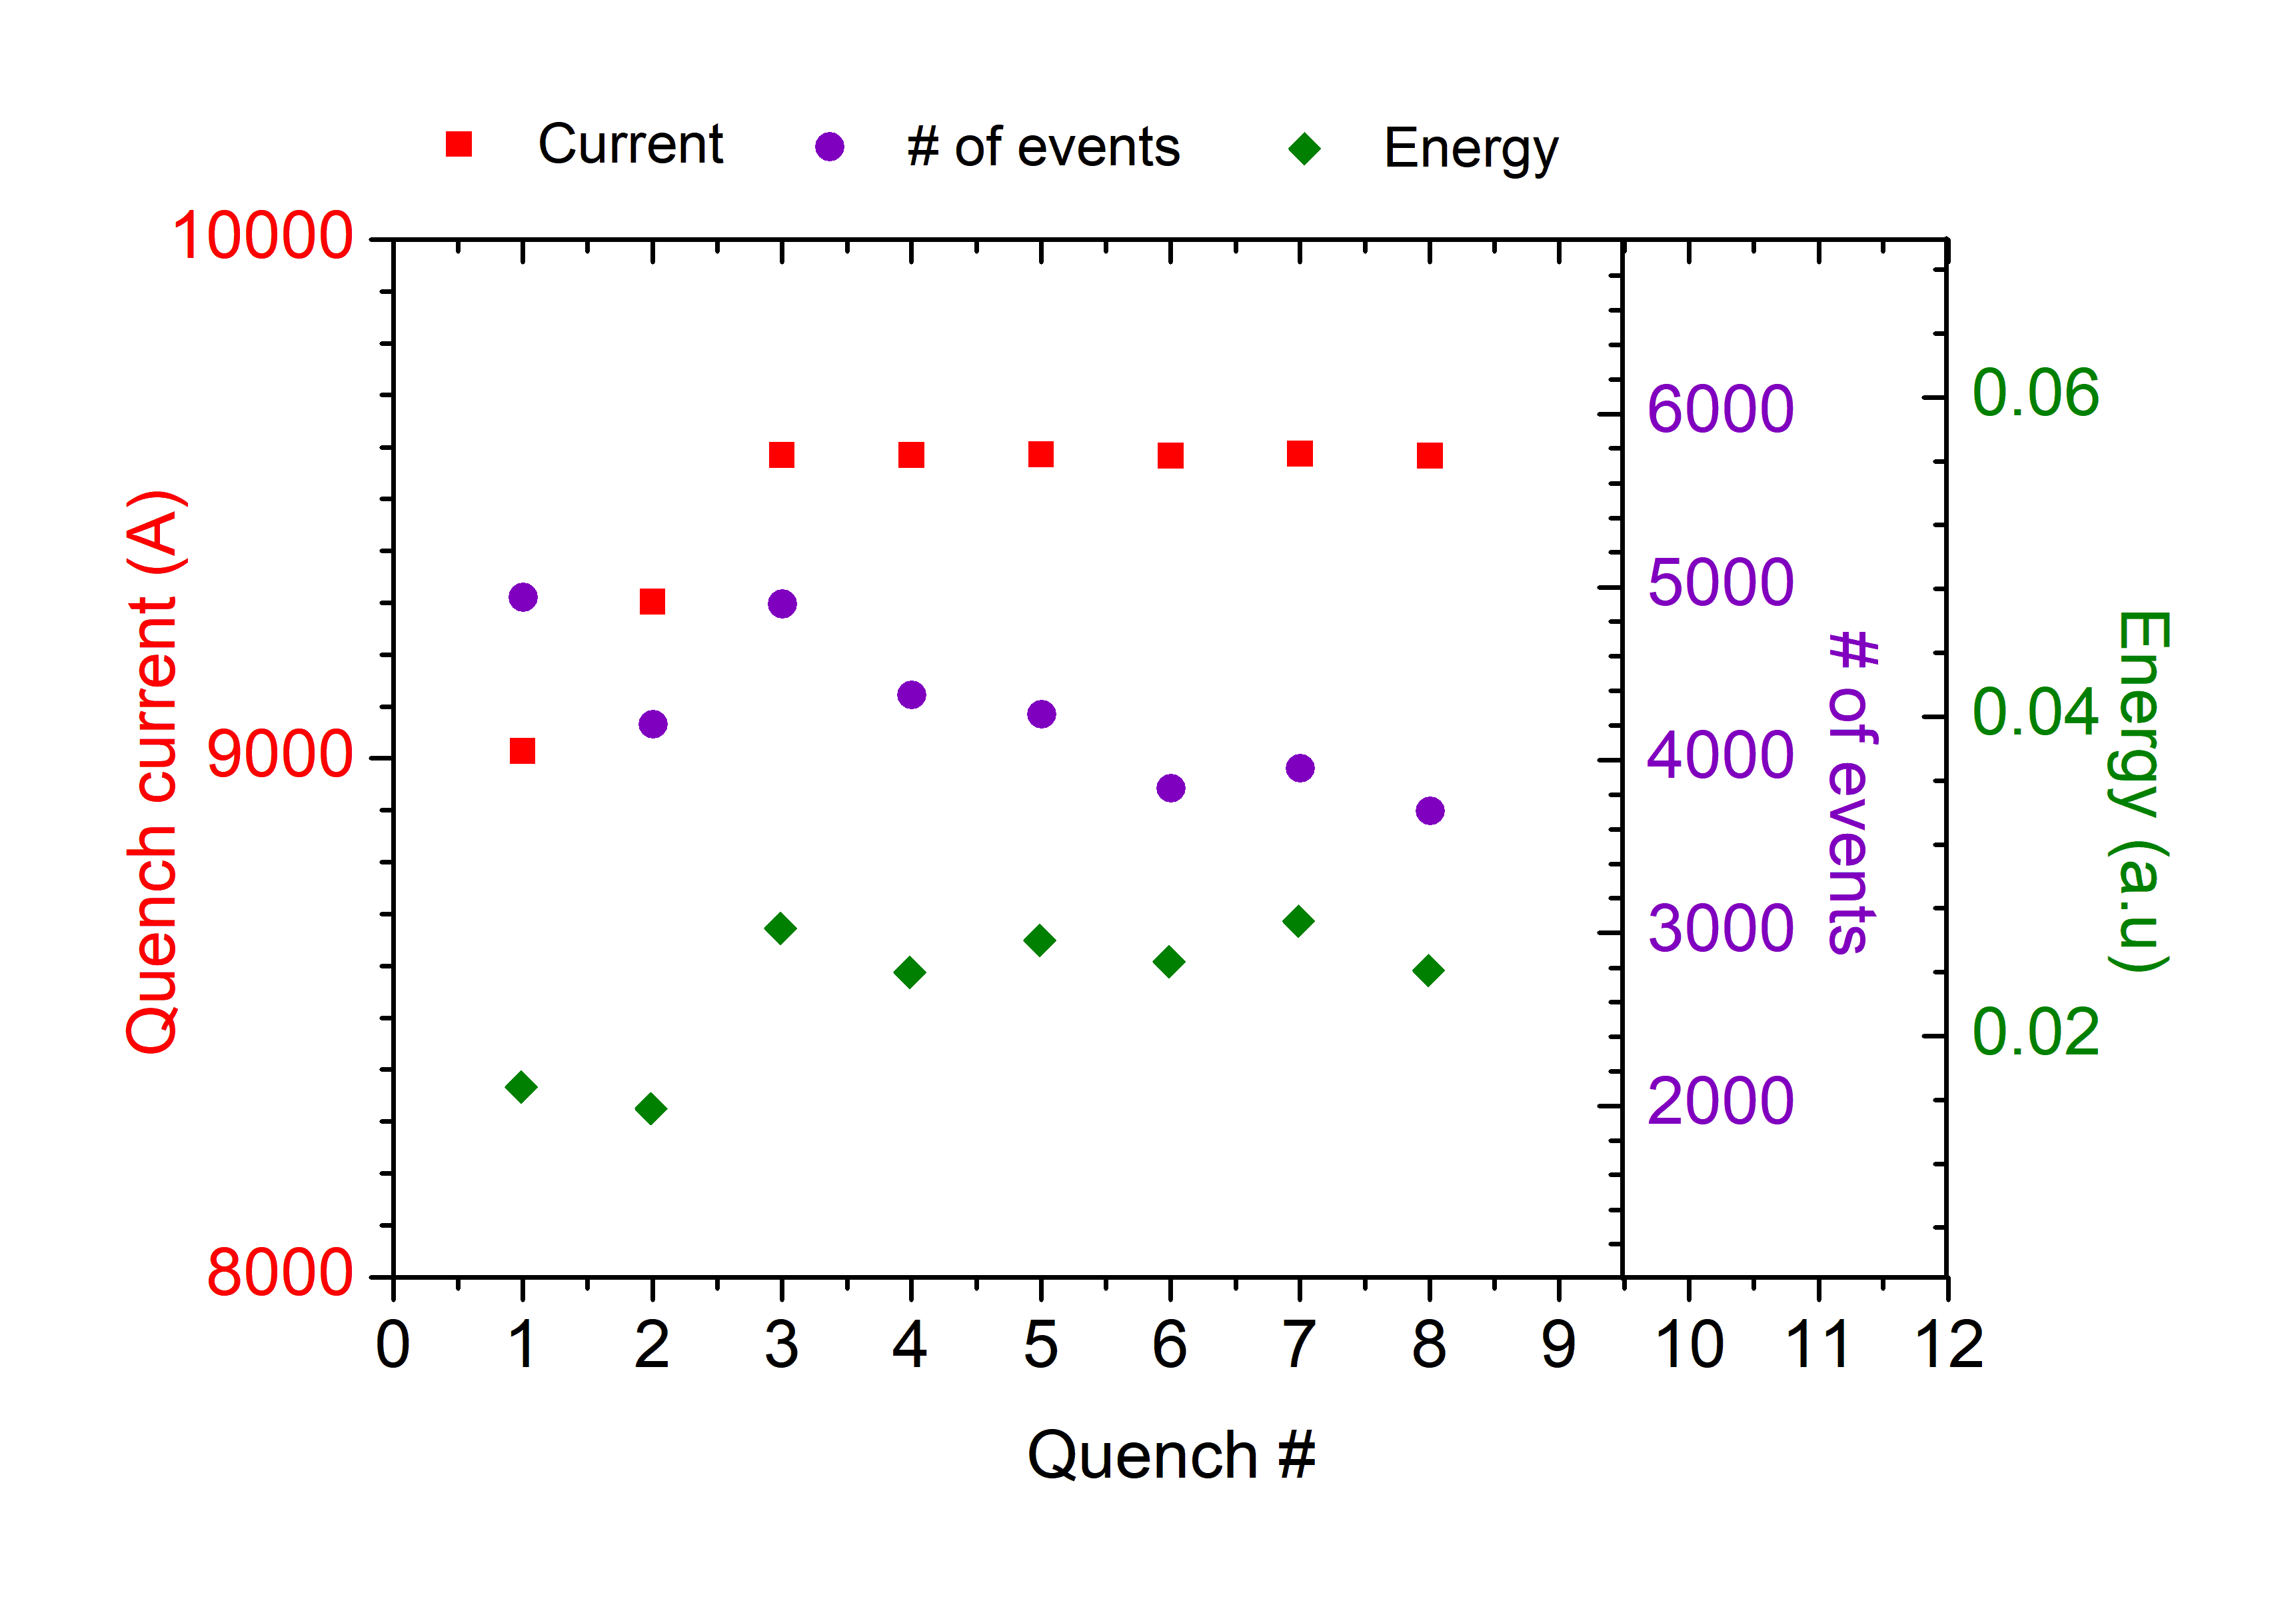 Current # of events Energy
10000
9000
8000
Quench current (A)
6000
5000
4000
3000
2000
# of events
0.06
0.04
0.02
Energy (a.u)
0 1 2 3 4 5 6 7 8 9 10 11 12
Quench #